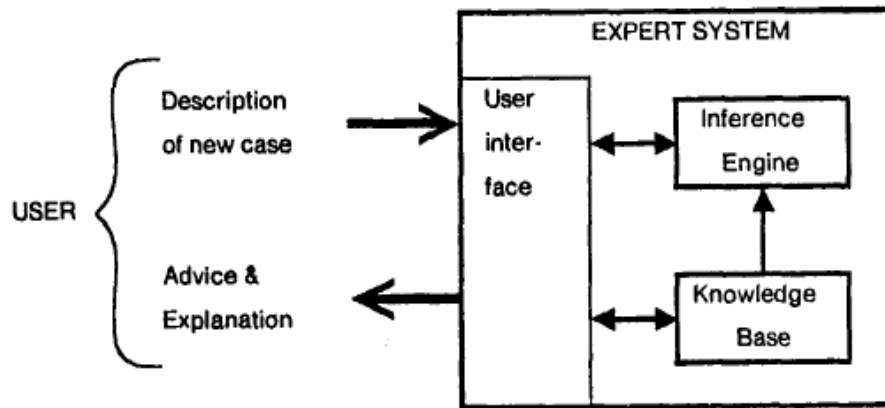 EXPERT SYSTEM
Description
of new case
User
inter-
face
Inference
Engine
USER
Advice &
Explanation
Knowledge
Base